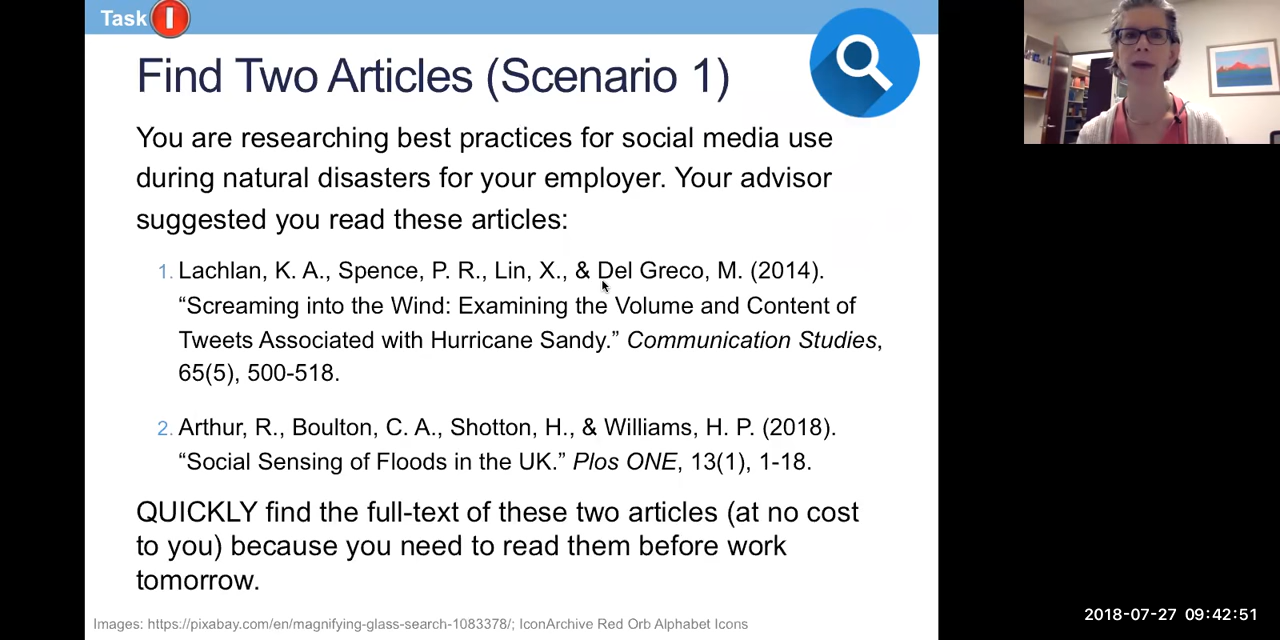 Task I
Find Two Articles (Scenario 1)
You are researching best practices for social media use
during natural disasters for your employer. Your advisor
suggested you read these articles:
1. Lachlan, K. A., Spence, P. R., Lin, X., & Del Greco, M. (2014).
“Screaming into the Wind: Examining the Volume and Content of
Tweets Associated with Hurricane Sandy.” Communication Studies,
65(5), 500-518.
2. Arthur, R., Boulton, C. A., Shotton, H., & Williams, H. P. (2018).
“Social Sensing of Floods in the UK.” Plos ONE, 13(1), 1-18.
QUICKLY find the full-text of these two articles (at no cost
to you) because you need to read them before work
tomorrow.
Images: https://pixabay.com/en/magnifying-glass-search-1083378/; IconArchive Red Orb Alphabet Icons
2018-07-27 09:42:51